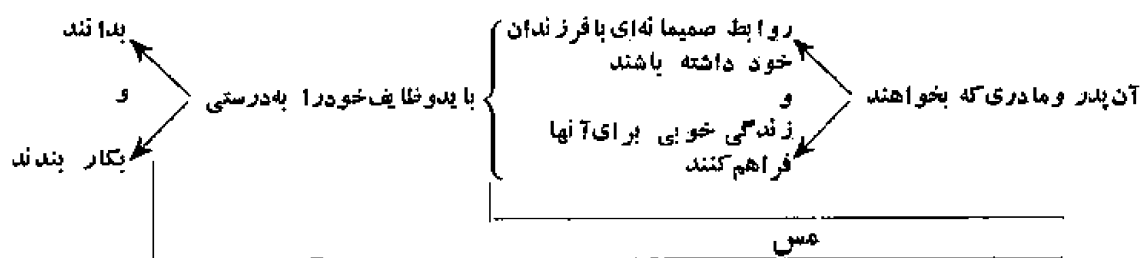 آن پدر و مادری که بخواهند
روابط صمیمانه‌ای با فرزندان
خود داشته باشند
و
زندگی خوبی برای آنها
فراهم کنند
باید وظایف خود را به درستی
بدانند
و
بکار بندند
مس